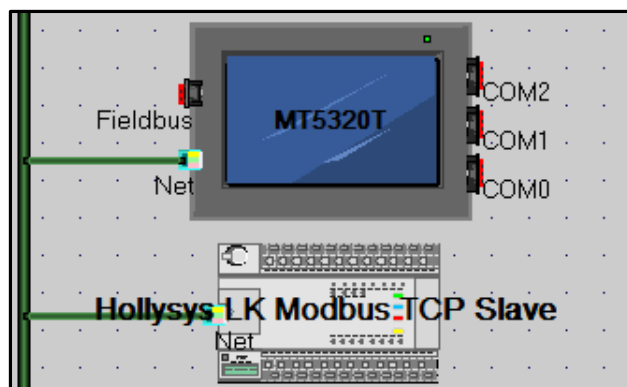 MT5320T
Fieldbus
Net
COM2
COM1
COM0
Hollysys LK Modbus TCP Slave
Net